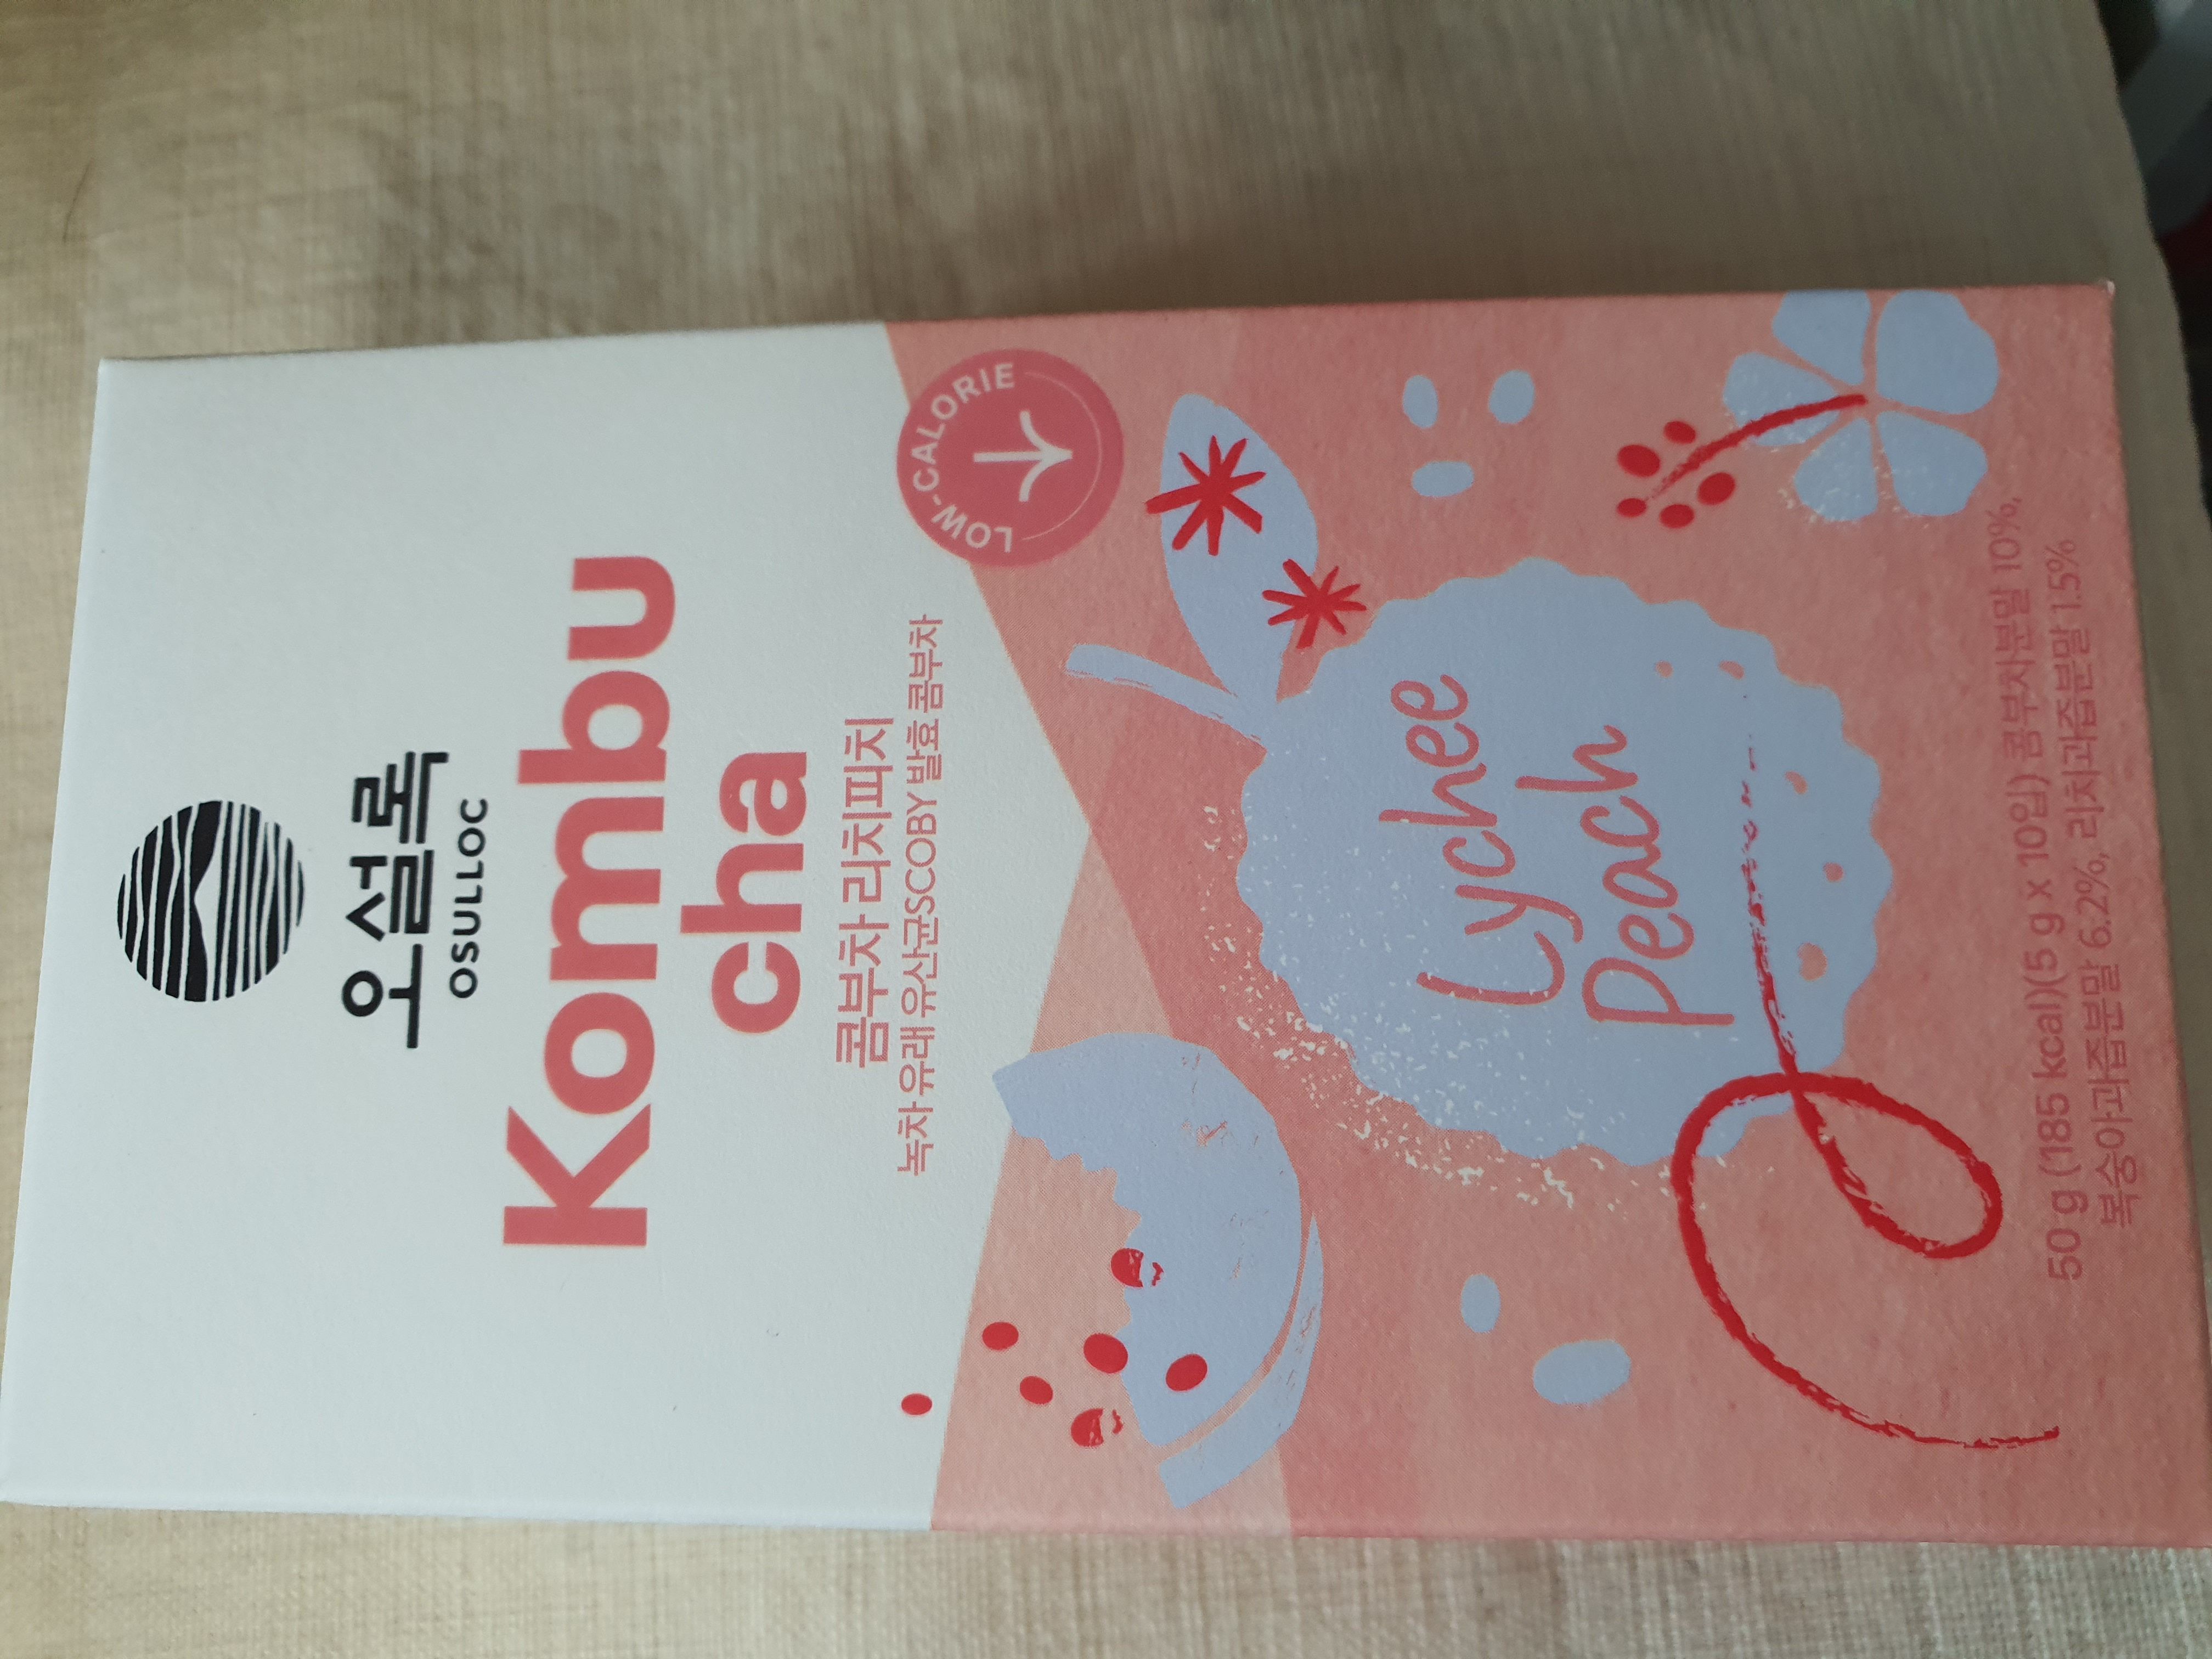 오설록
OSULLOC
Kombu
cha
콤부차 리치피치
녹차 유래 유산균SCOBY 발효 콤부차
LOW-CALORIE
Lychee
Peach
50 g (185 kcal)(5 g x 10입) 콤부차분말 10%,
복숭아과즙분말 6.2%, 리치과즙분말 1.5%